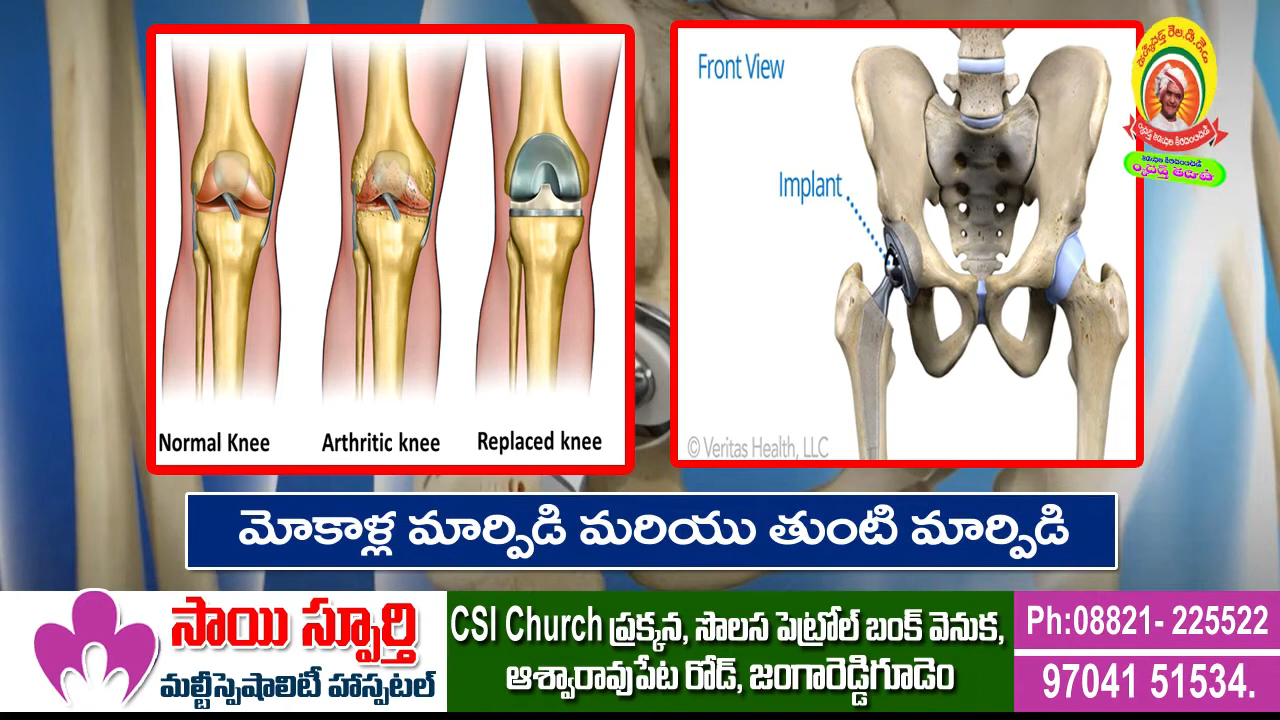 Normal Knee
Arthritic knee
Replaced knee
Front View
Implant
© Veritas Health, LLC
మోకాళ్ల మార్పిడి మరియు తుంటి మార్పిడి
సాయి స్ఫూర్తి
మల్టీస్పెషాలిటీ హాస్పటల్
CSI Church ప్రక్కన, సొలస పెట్రోల్ బంక్ వెనుక,
ఆశ్వారావుపేట రోడ్, జంగారెడ్డిగూడెం
Ph:08821- 225522
97041 51534.